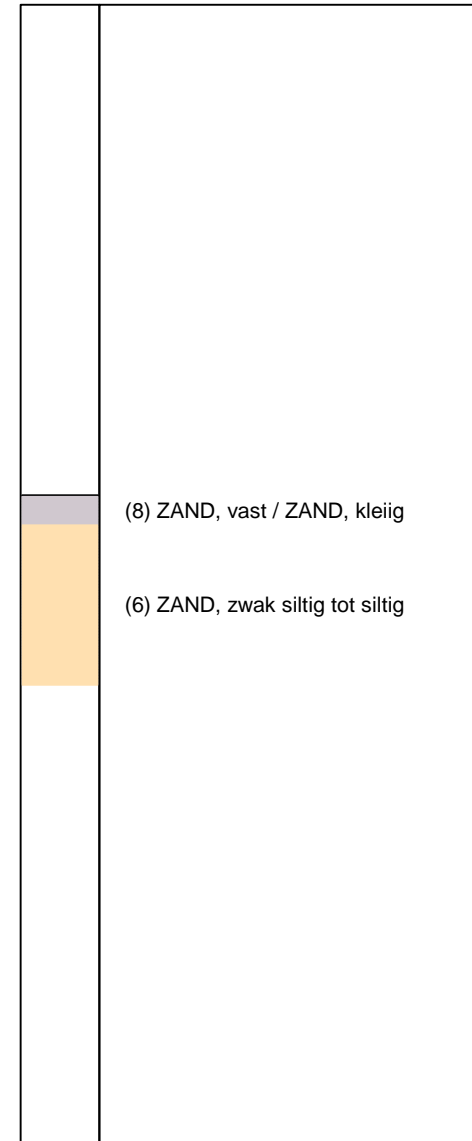 (8) ZAND, vast / ZAND, kleiig
(6) ZAND, zwak siltig tot siltig